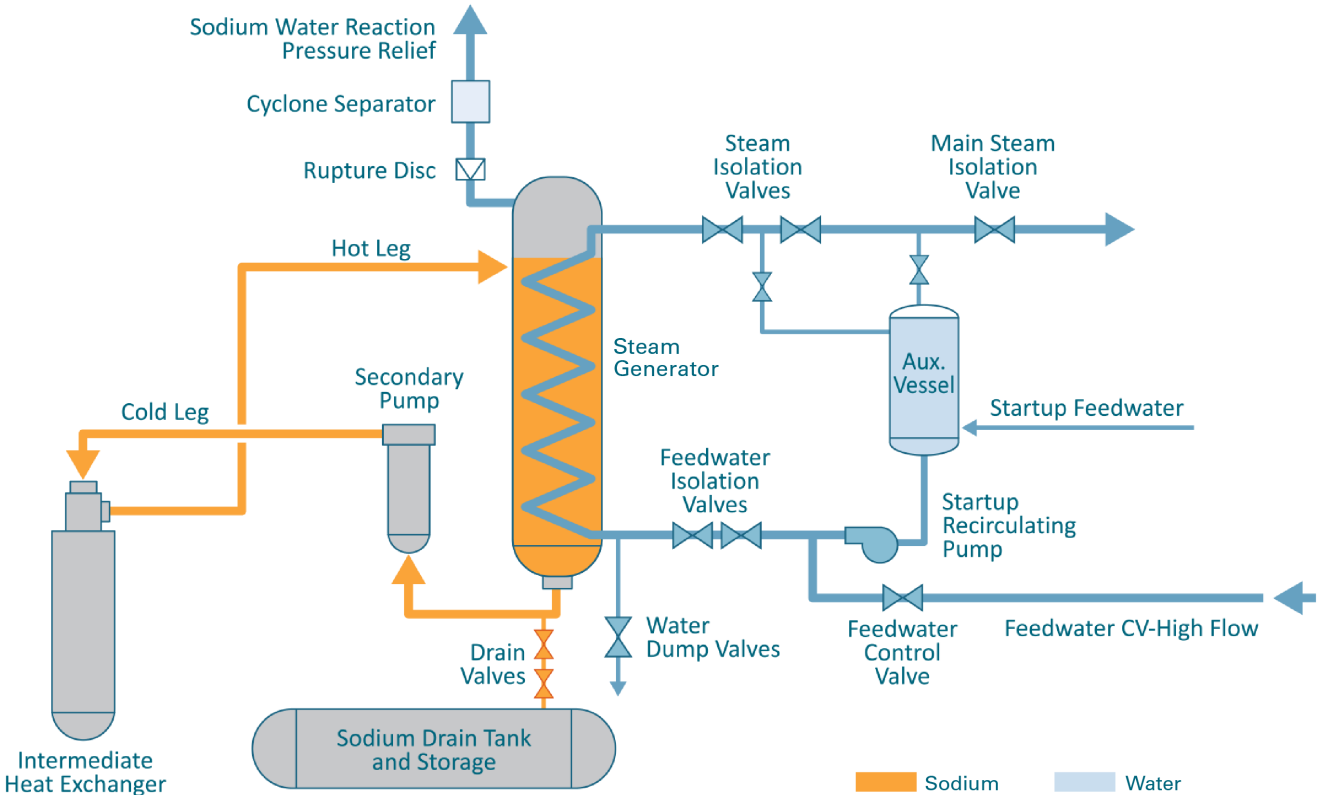 Sodium Water Reaction
Pressure Relief
Cyclone Separator
Rupture Disc
Steam
Isolation
Valves
Main Steam
Isolation
Valve
Hot Leg
Steam
Generator
Aux.
Vessel
Secondary
Pump
Cold Leg
Startup Feedwater
Feedwater
Isolation
Valves
Startup
Recirculating
Pump
Water
Dump Valves
Feedwater
Control
Valve
Feedwater CV-High Flow
Drain
Valves
Sodium Drain Tank
and Storage
Intermediate
Heat Exchanger
Sodium
Water